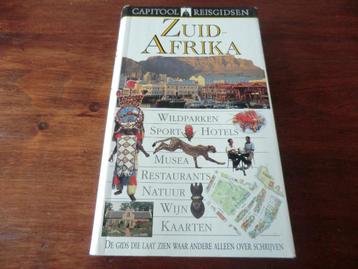 CAPITOOL REISGIDSEN
ZUID-
AFRIKA
WILDPARKEN
SPORT HOTELS
MUSEA
RESTAURANTS
NATUUR
WIJN
KAARTEN
DE GIDS DIE LAAT ZIEN WAAR ANDERE ALLEEN OVER SCHRIJVEN